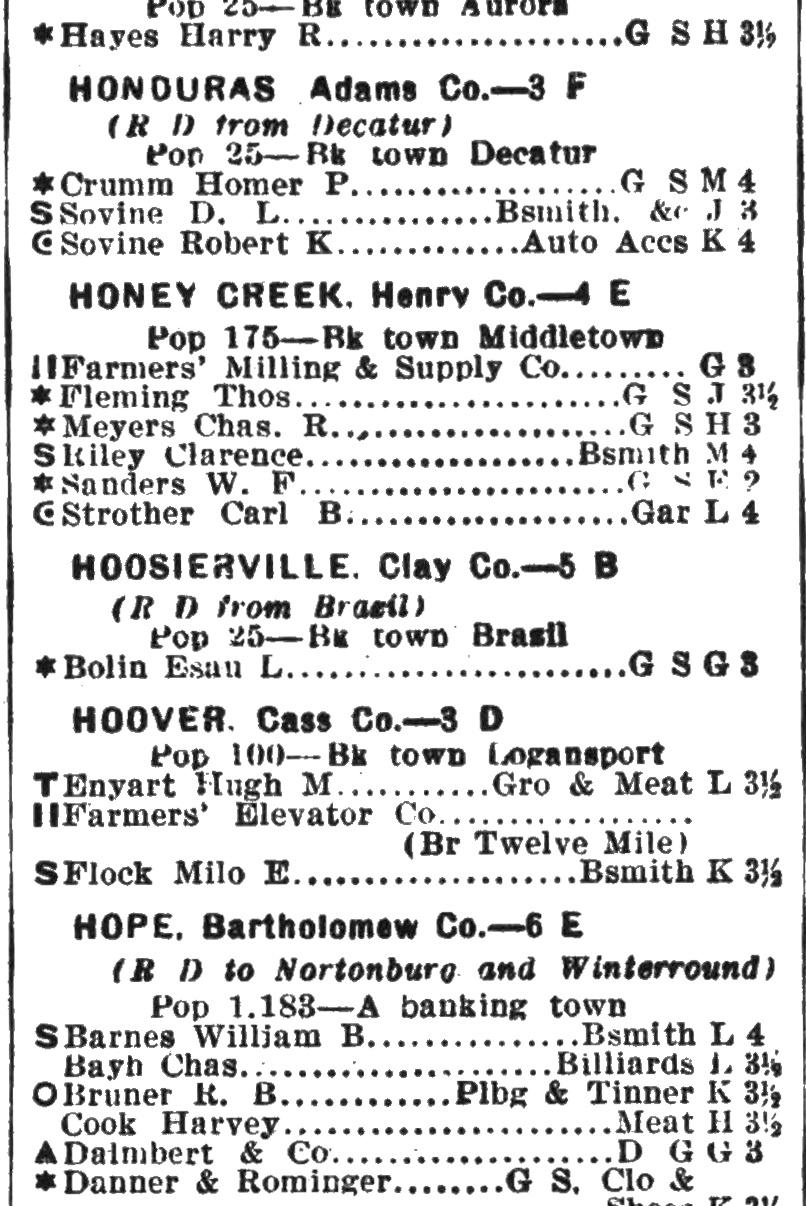 Pop 25—Bk town Aurora
*Hayes Harry R......................G S H 3½
HONDURAS Adams Co.—3 F
(R D from Decatur)
Pop 25—Bk town Decatur
*Crumm Homer P...................G S M 4
S Sovine D. L................Bsmith. &c J 3
Є Sovine Robert K.............Auto Accs K 4
HONEY CREEK. Henry Co.—4 E
Pop 175—Bk town Middletown
IIFarmers' Milling & Supply Co......... G 3
*Fleming Thos........................G S J 3½
*Meyers Chas. R.....................G S H 3
S Riley Clarence....................Bsmith M 4
*Sanders W. F.......................G S F 2
Є Strother Carl B.....................Gar L 4
HOOSIERVILLE. Clay Co.—5 B
(R D from Brazil)
Pop 25—Bk town Brazil
*Bolin Esau L.........................G S G 3
HOOVER. Cass Co.—3 D
Pop 100—Bk town Logansport
T Enyart Hugh M...........Gro & Meat L 3½
IIFarmers' Elevator Co..................
(Br Twelve Mile)
S Flock Milo E.....................Bsmith K 3½
HOPE. Bartholomew Co.—6 E
(R D to Nortonburg and Winterround)
Pop 1.183—A banking town
S Barnes William B...............Bsmith L 4
Bayh Chas.......................Billiards L 3½
O Bruner R. B............Plbg & Tinner K 3½
Cook Harvey........................Meat H 3½
▲ Dalmbert & Co....................D G G 3
*Danner & Rominger........G S, Clo &